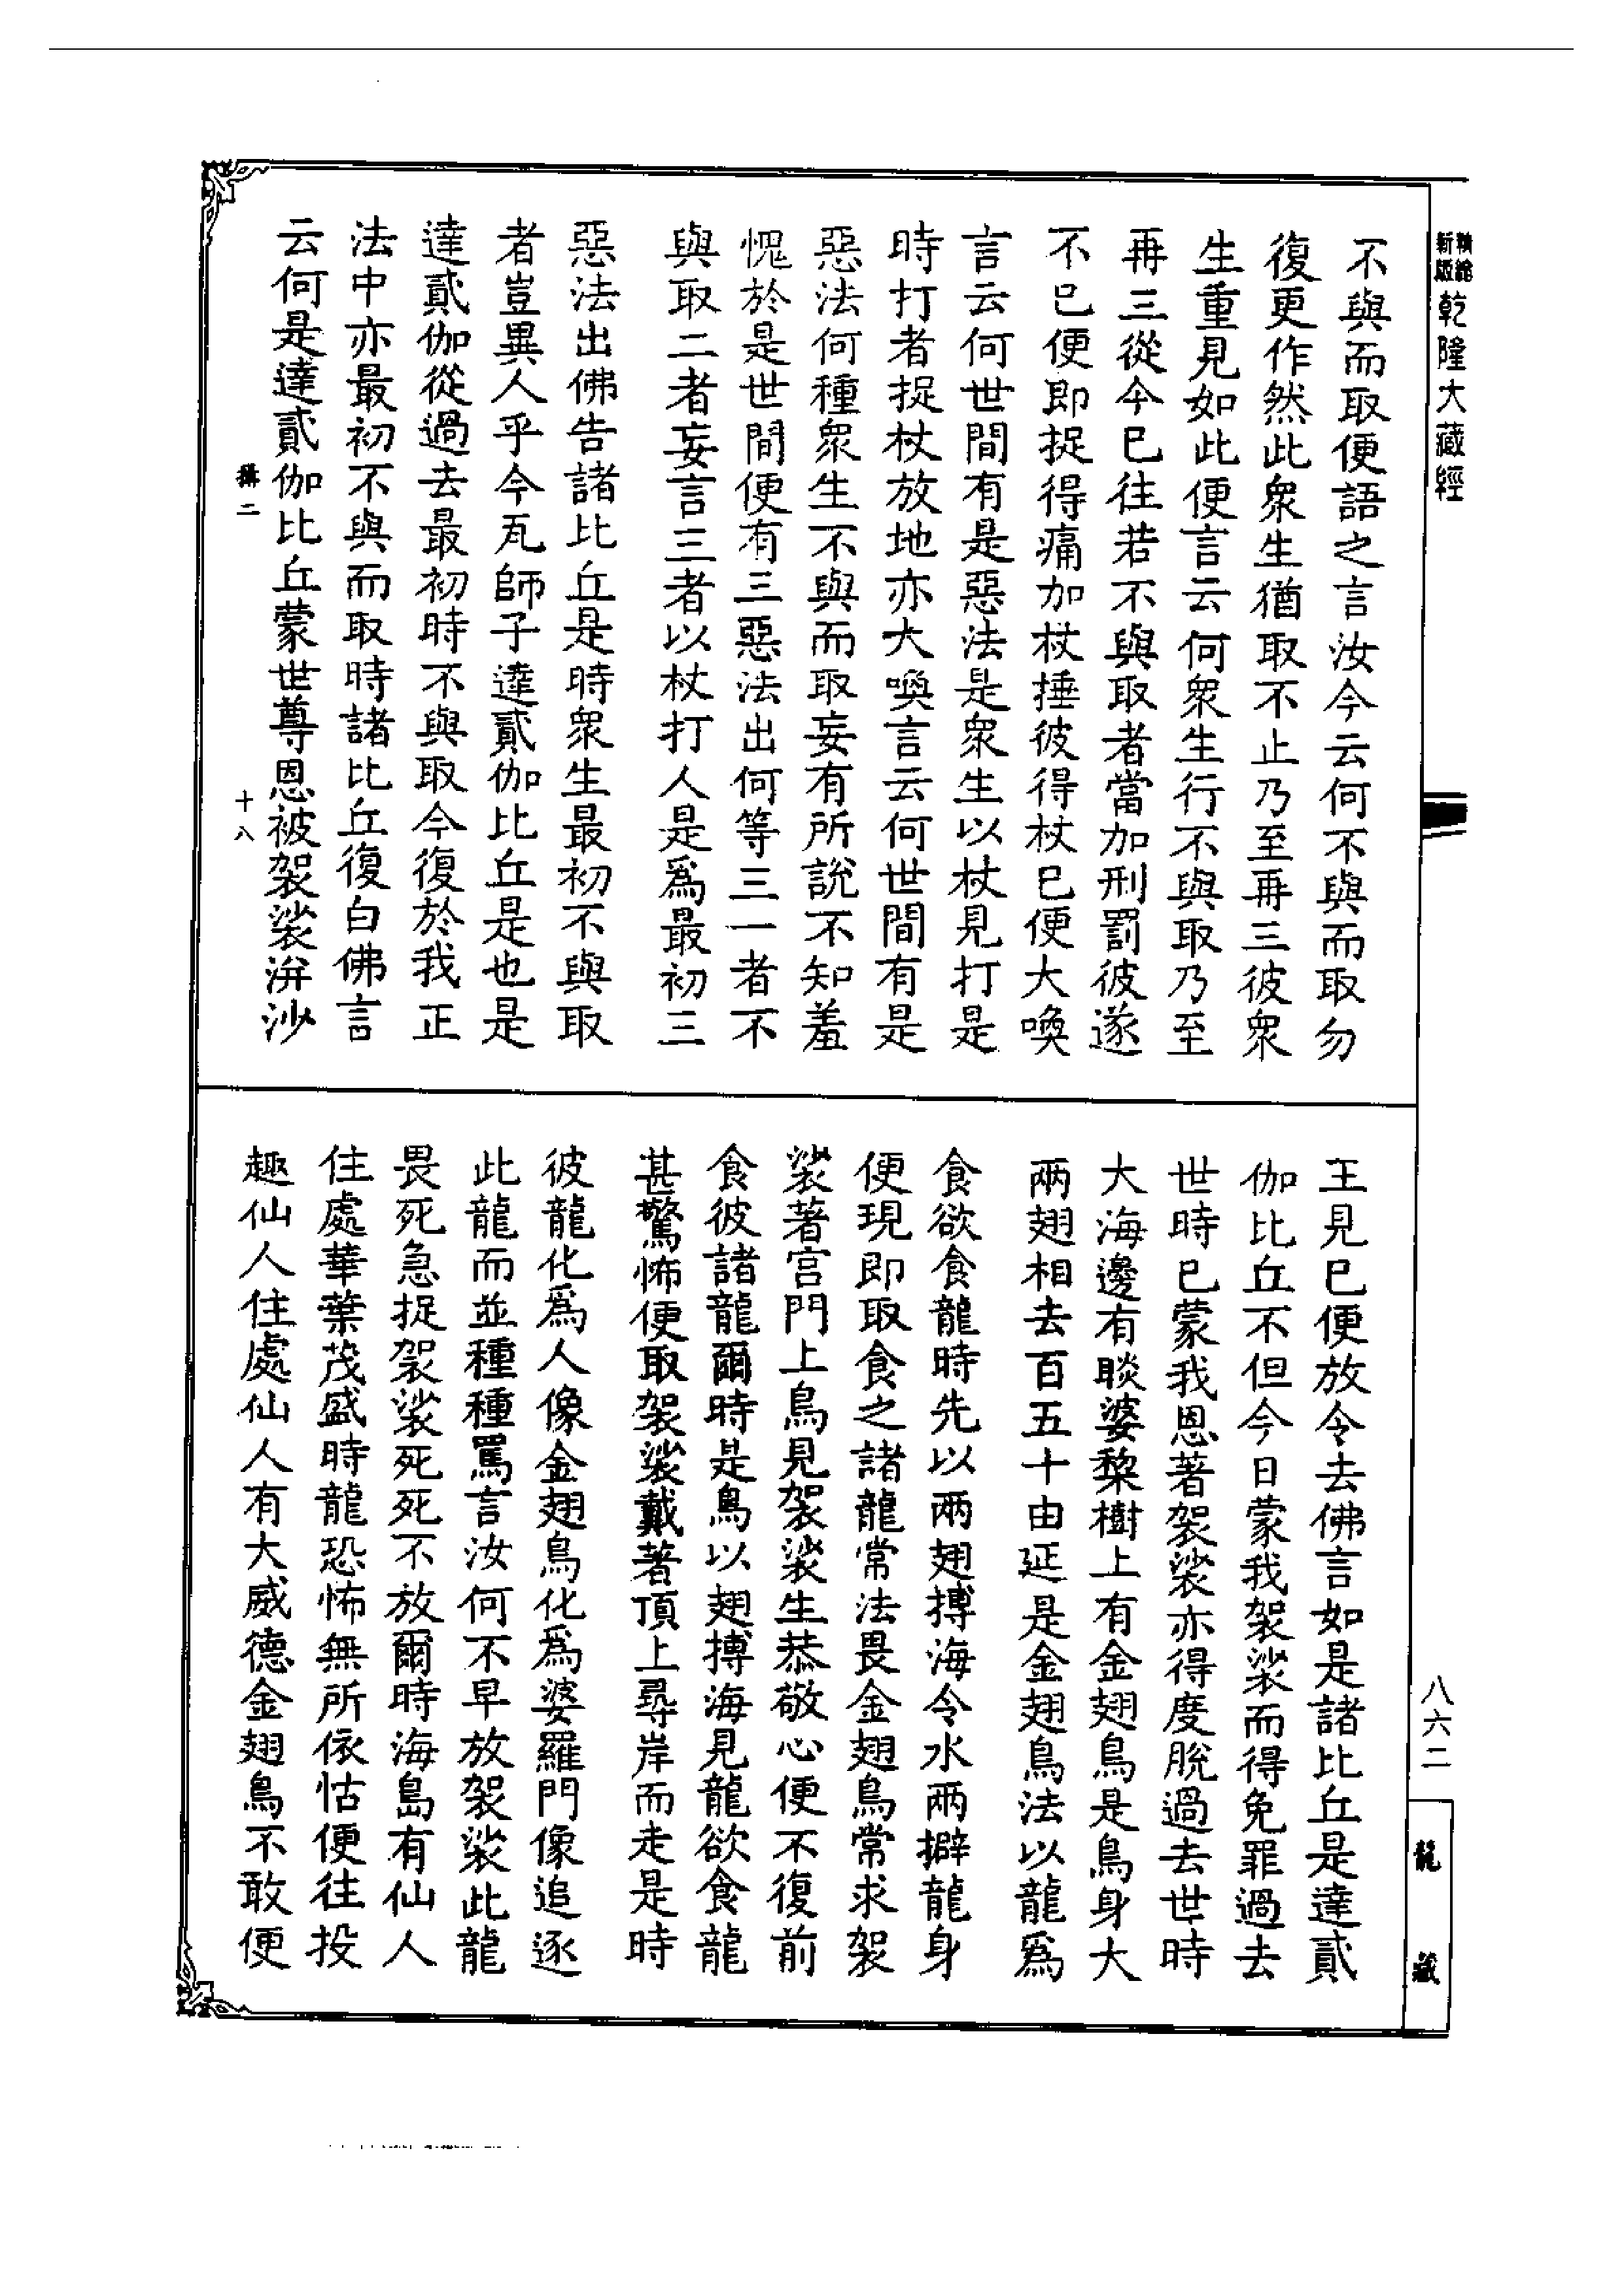 新版
精縮
乾隆大藏經
不與而取便語之言汝今云何不與而取勿
復更作然此衆生猶取不止乃至再三彼衆
生重見如此便言云何衆生行不與取乃至
再三從今已往若不與取者當加刑罰彼遂
不已便即捉得痛加杖捶彼得杖已便大喚
言云何世間有是惡法是衆生以杖見打是
時打者捉杖放地亦大喚言云何世間有是
惡法何種衆生不與而取妄有所說不知羞
愧於是世間便有三惡法出何等三一者不
與取二者妄言三者以杖打人是爲最初三
惡法出佛告諸比丘是時衆生最初不與取
者豈異人乎今瓦師子達貳伽比丘是也是
達貳伽從過去最初時不與取今復於我正
法中亦最初不與而取時諸比丘復白佛言
云何是達貳伽比丘蒙世尊恩被袈裟洴沙
十八
王見已便放令去佛言如是諸比丘是達貳
伽比丘不但今日蒙我袈裟而得免罪過去
世時已蒙我恩著袈裟亦得度脫過去世時
大海邊有睒婆棃樹上有金翅鳥是鳥身大
兩翅相去百五十由延是金翅鳥法以龍爲
食欲食龍時先以兩翅搏海令水兩擗龍身
便現即取食之諸龍常法畏金翅鳥常求袈
裟著宮門上鳥見袈裟生恭敬心便不復前
食彼諸龍爾時是鳥以翅搏海見龍欲食龍
甚驚怖便取袈裟戴著頂上尋岸而走是時
彼龍化爲人像金翅鳥化爲婆羅門像追逐
此龍而並種種罵言汝何不早放袈裟此龍
畏死急捉袈裟死死不放爾時海島有仙人
住處華葉茂盛時龍恐怖無所依怙便往投
趣仙人住處仙人有大威德金翅鳥不敢便
八六二
龍藏